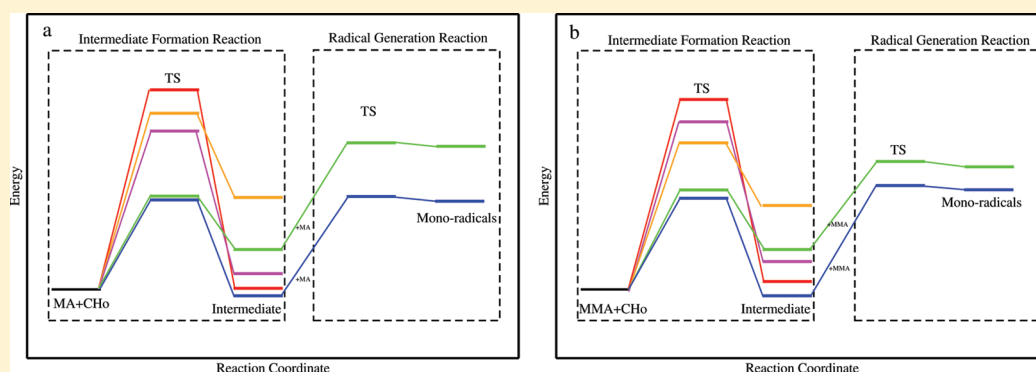 a
Intermediate Formation Reaction
Radical Generation Reaction
TS
TS
Energy
+MA
+MA
Mono-radicals
MA+CHo
Intermediate
Reaction Coordinate
b
Intermediate Formation Reaction
Radical Generation Reaction
TS
TS
Energy
+MMA
+MMA
Mono-radicals
MMA+CHo
Intermediate
Reaction Coordinate